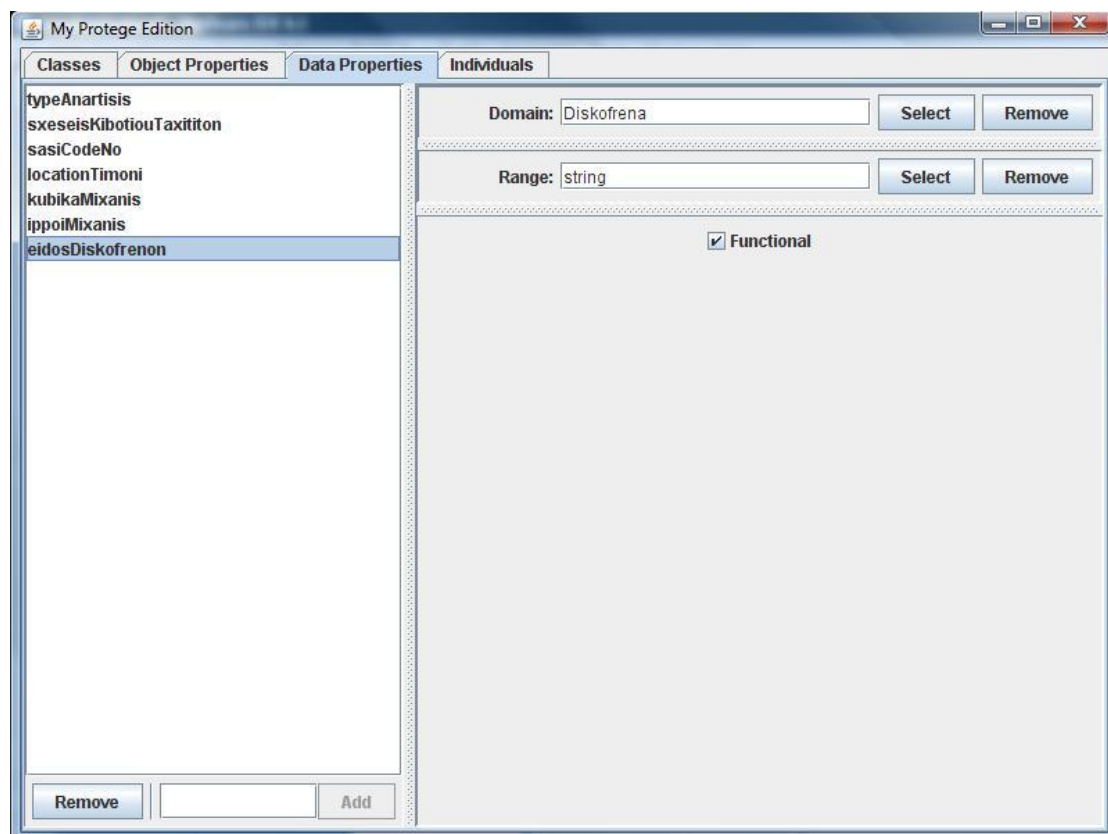 My Protege Edition
Classes Object Properties Data Properties Individuals
typeAnartisis
sxeseisKibotiouTaxititon
sasiCodeNo
locationTimoni
kubikaMixanis
ippoiMixanis
eidosDiskofrenon
Domain: Diskofrena Select Remove
Range: string Select Remove
Functional
Remove Add